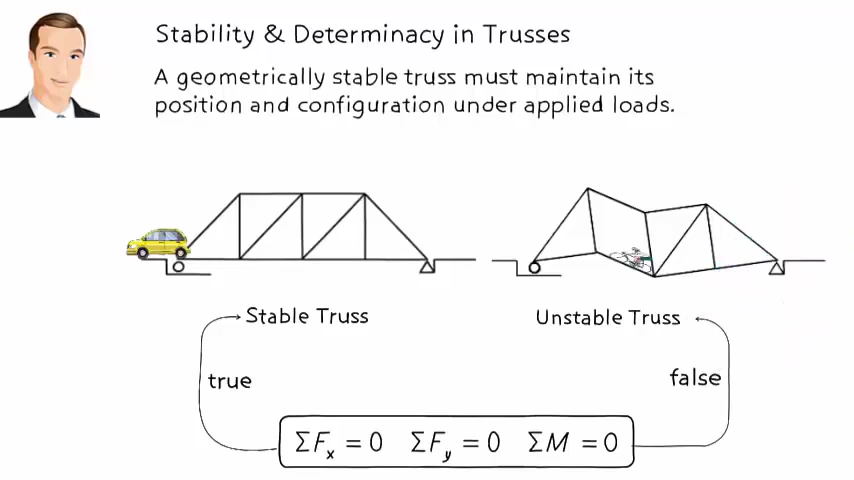 Stability & Determinacy in Trusses
A geometrically stable truss must maintain its
position and configuration under applied loads.
Stable Truss
Unstable Truss
true
false
ΣFₓ = 0 ΣF_y = 0 ΣM = 0